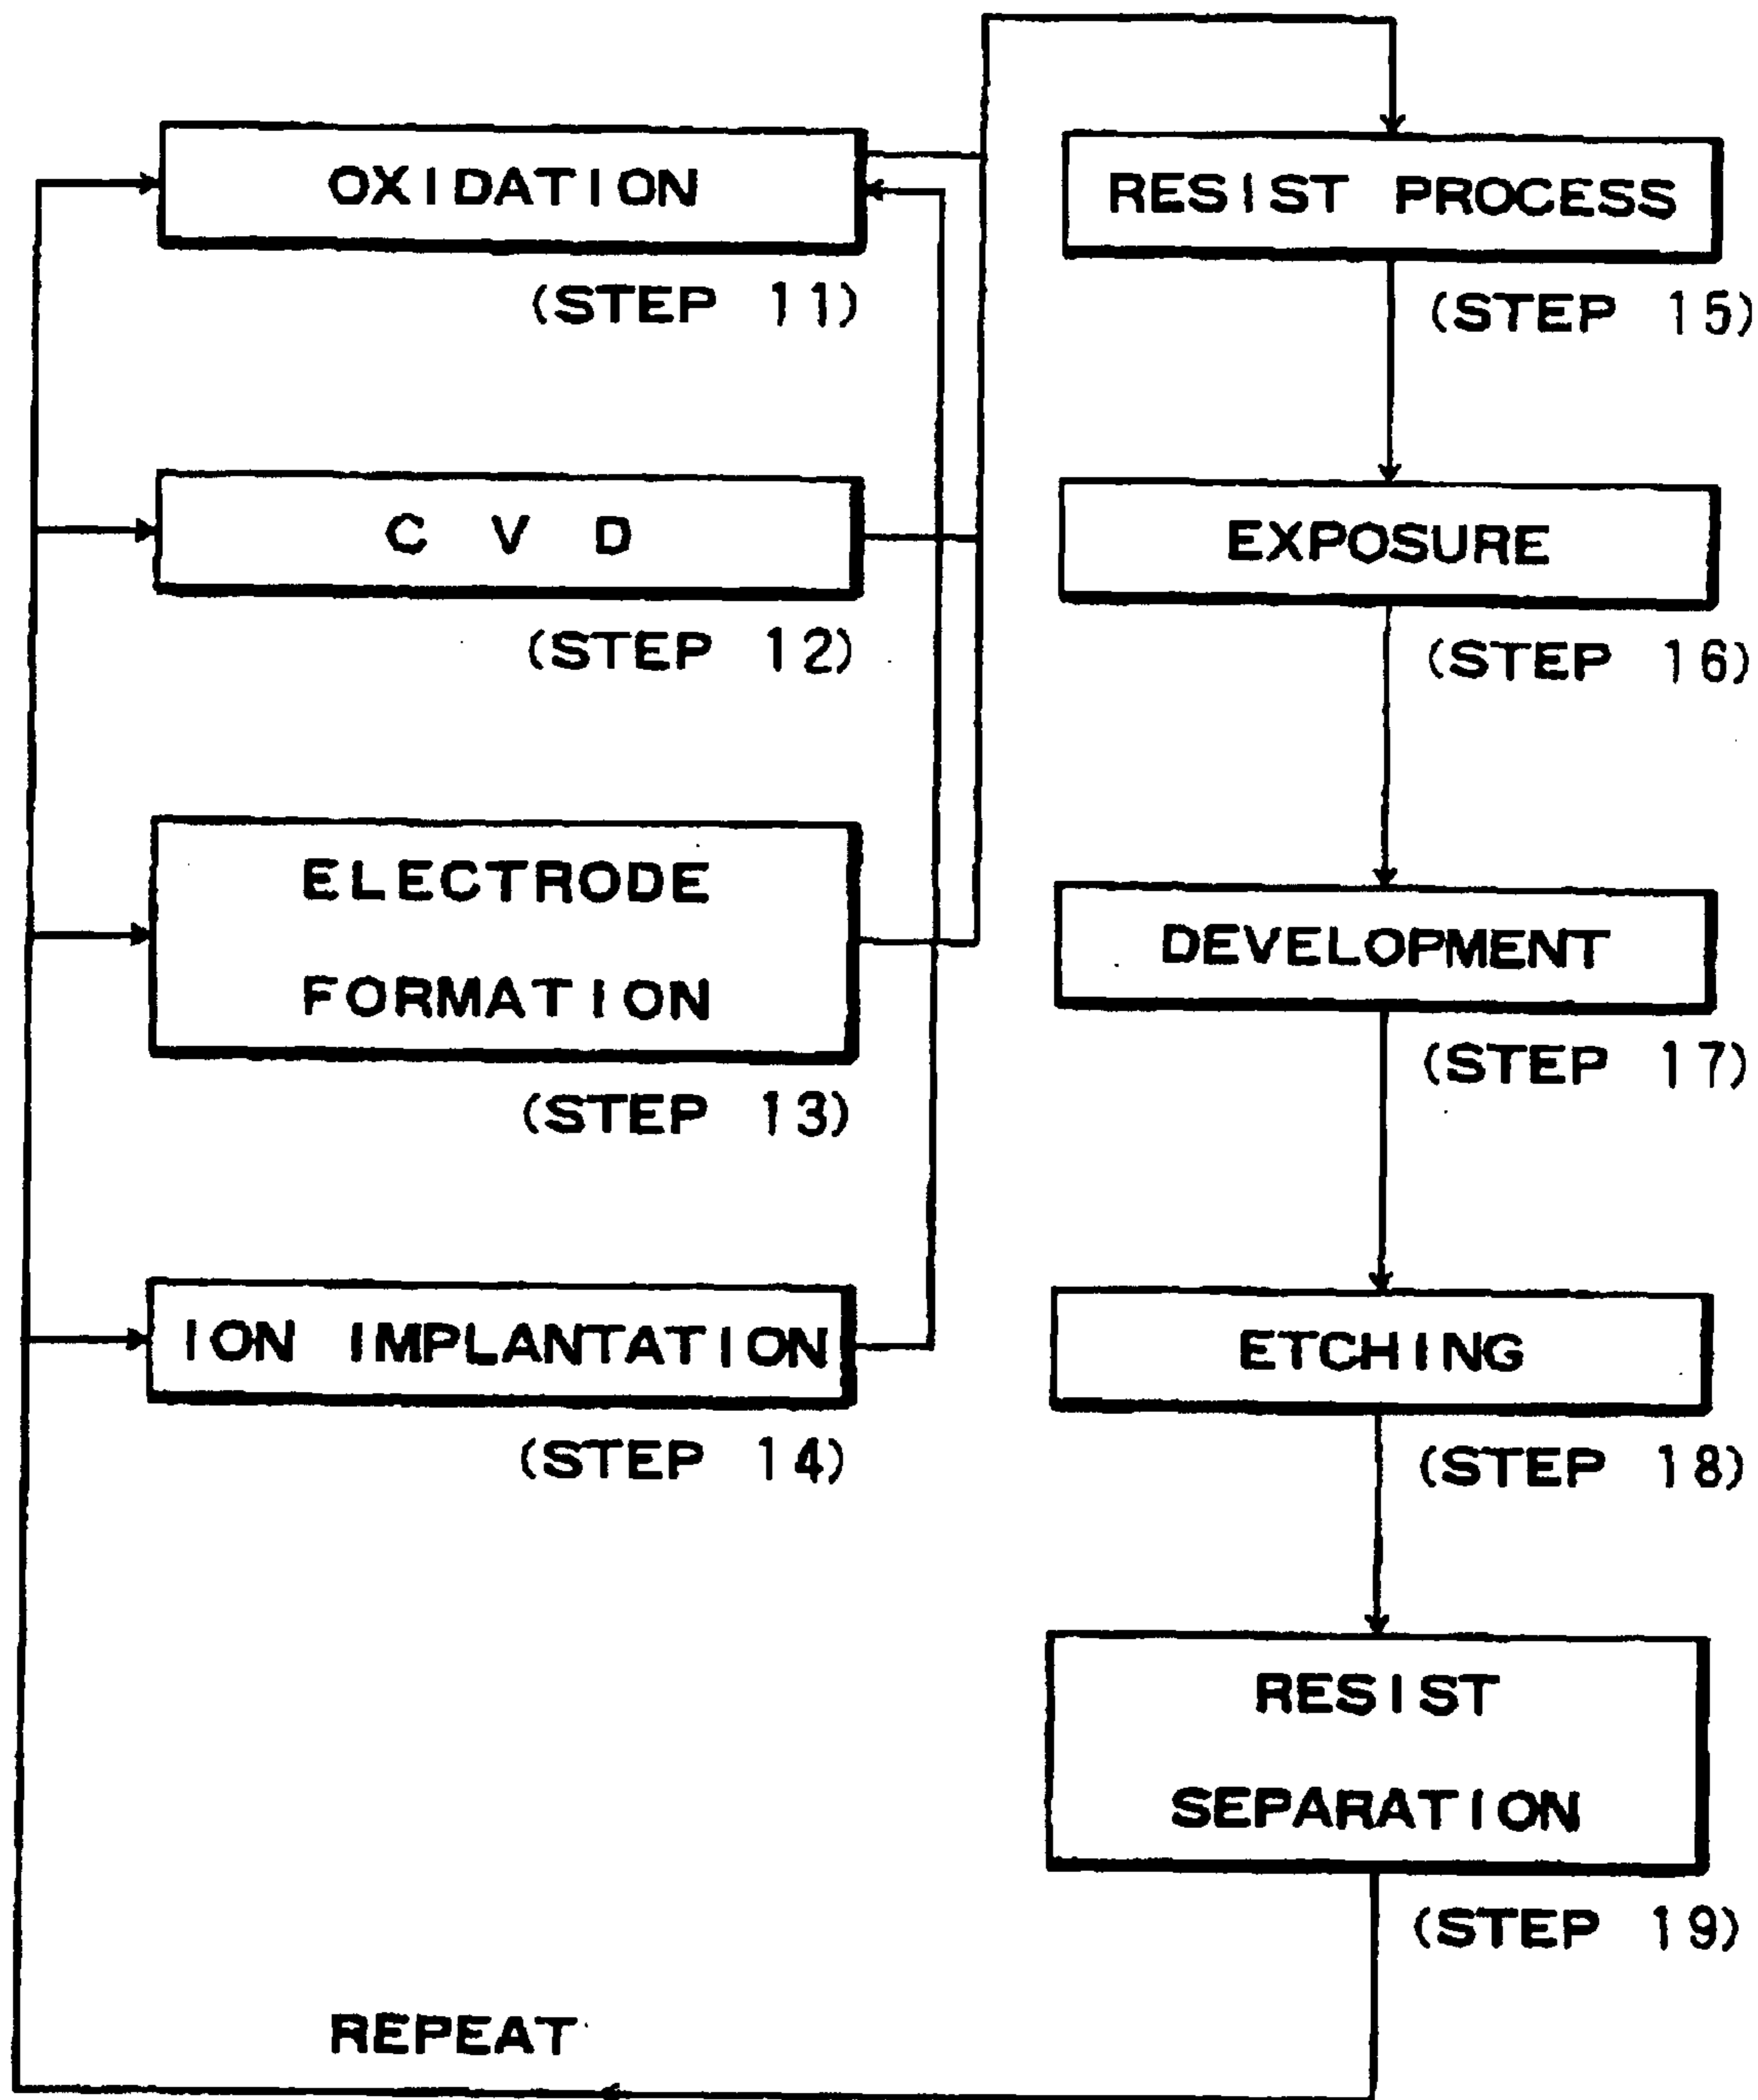 OXIDATION
(STEP 11)
C V D
(STEP 12)
ELECTRODE
FORMATION
(STEP 13)
ION IMPLANTATION
(STEP 14)
RESIST PROCESS
(STEP 15)
EXPOSURE
(STEP 16)
DEVELOPMENT
(STEP 17)
ETCHING
(STEP 18)
RESIST
SEPARATION
(STEP 19)
REPEAT